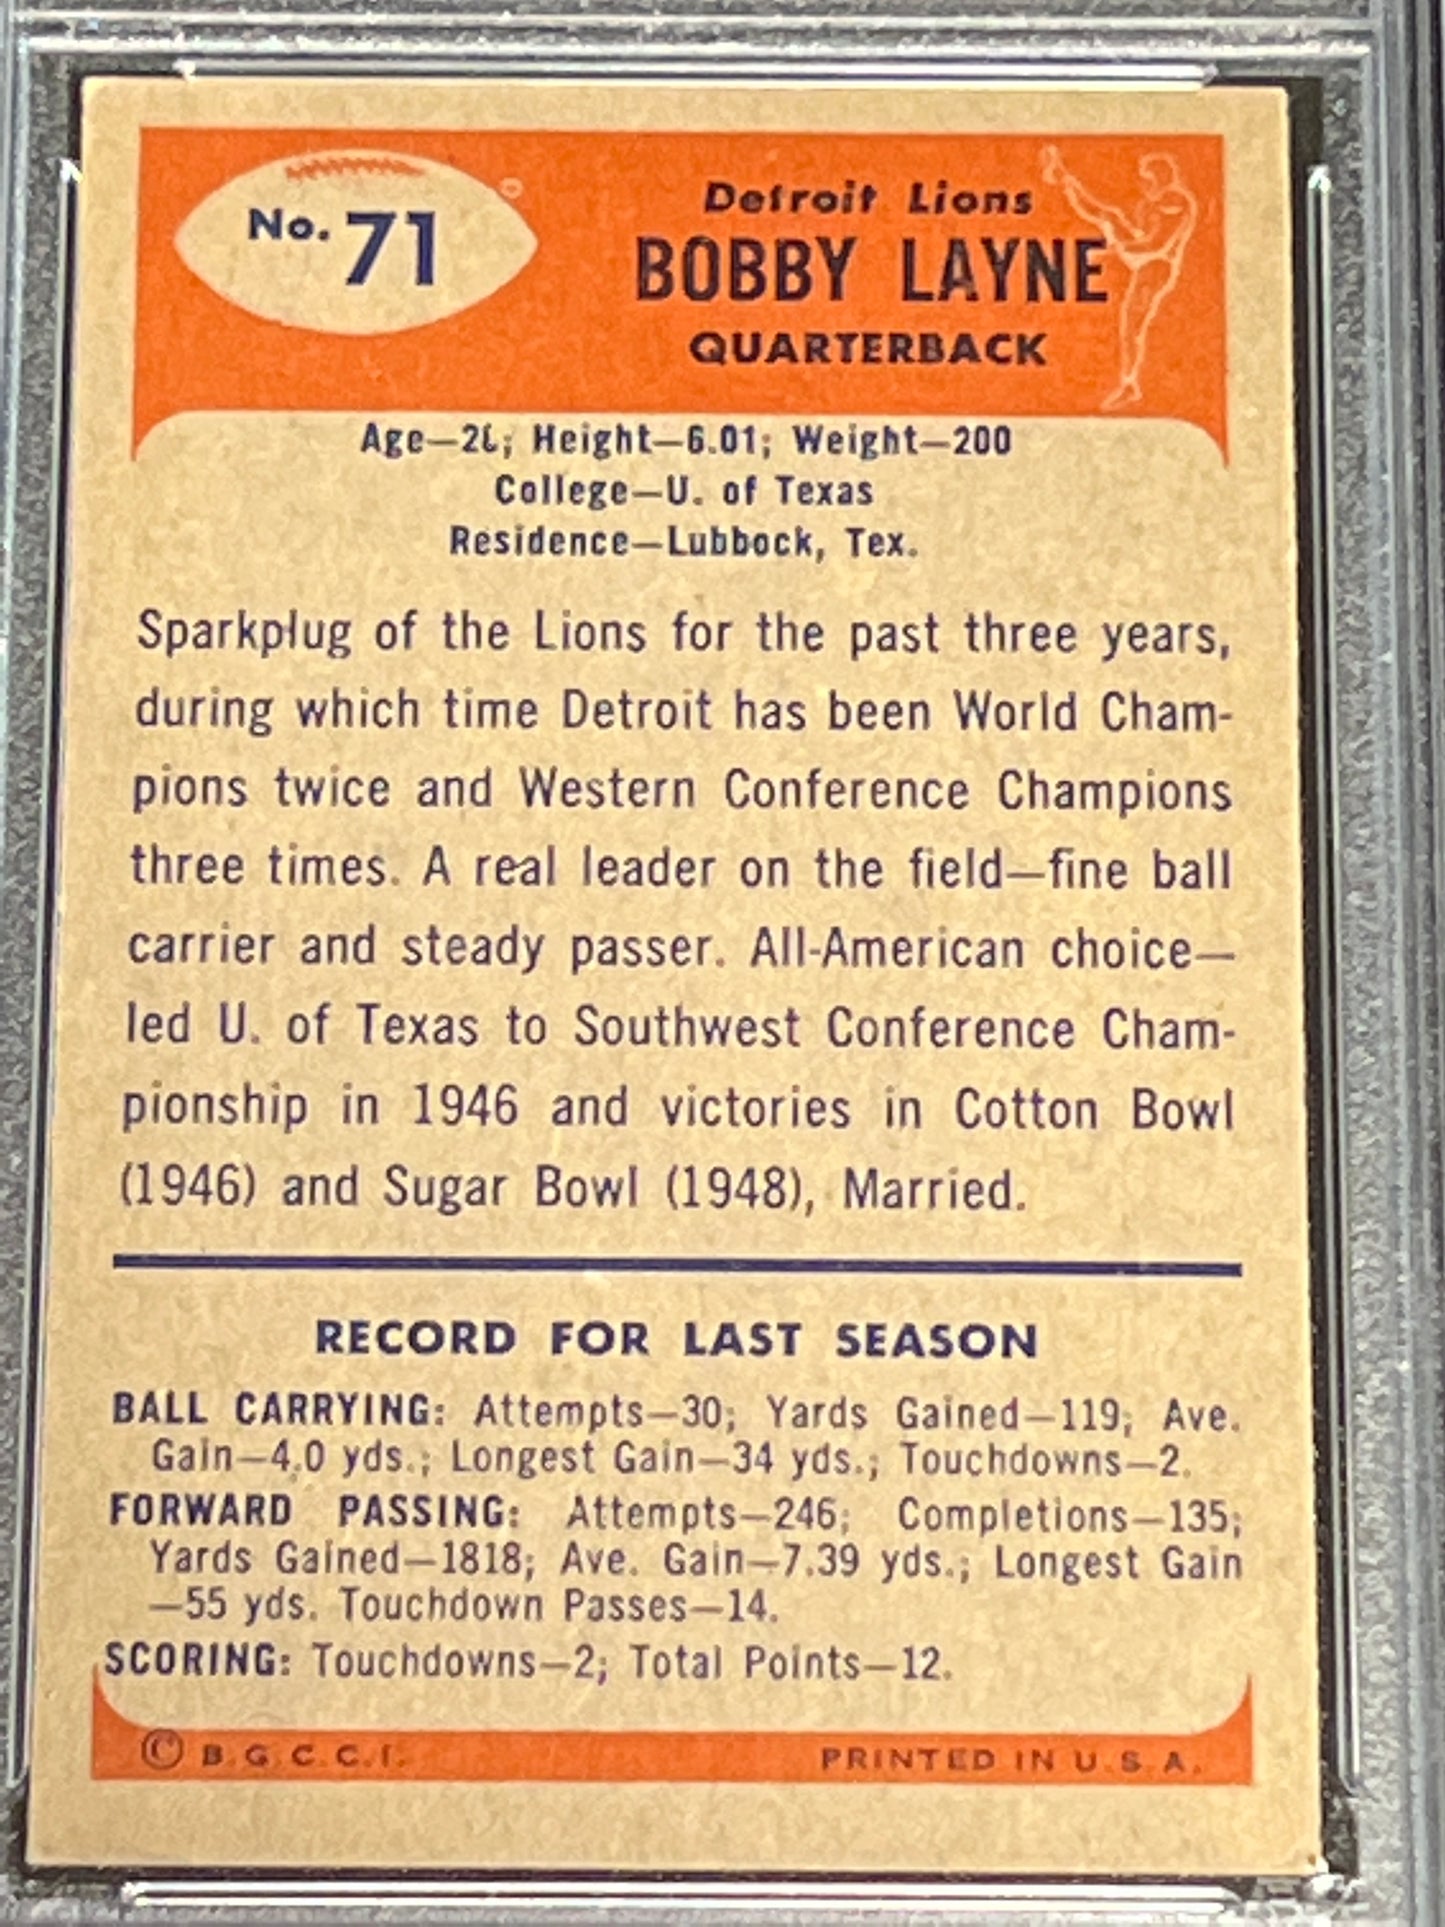 No. 71
Detroit Lions
BOBBY LAYNE
QUARTERBACK
Age—2; Height—6.01; Weight—200
College—U. of Texas
Residence—Lubbock, Tex.
Sparkplug of the Lions for the past three years,
during which time Detroit has been World Cham-
pions twice and Western Conference Champions
three times. A real leader on the field—fine ball
carrier and steady passer. All-American choice—
led U. of Texas to Southwest Conference Cham-
pionship in 1946 and victories in Cotton Bowl
(1946) and Sugar Bowl (1948), Married.
RECORD FOR LAST SEASON
BALL CARRYING: Attempts—30; Yards Gained—119; Ave.
Gain—4.0 yds.; Longest Gain—34 yds.; Touchdowns—2.
FORWARD PASSING: Attempts—246; Completions—135;
Yards Gained—1818; Ave. Gain—7.39 yds.; Longest Gain
—55 yds. Touchdown Passes—14.
SCORING: Touchdowns—2; Total Points—12.
© B.G.C.C.I.
PRINTED IN U.S.A.